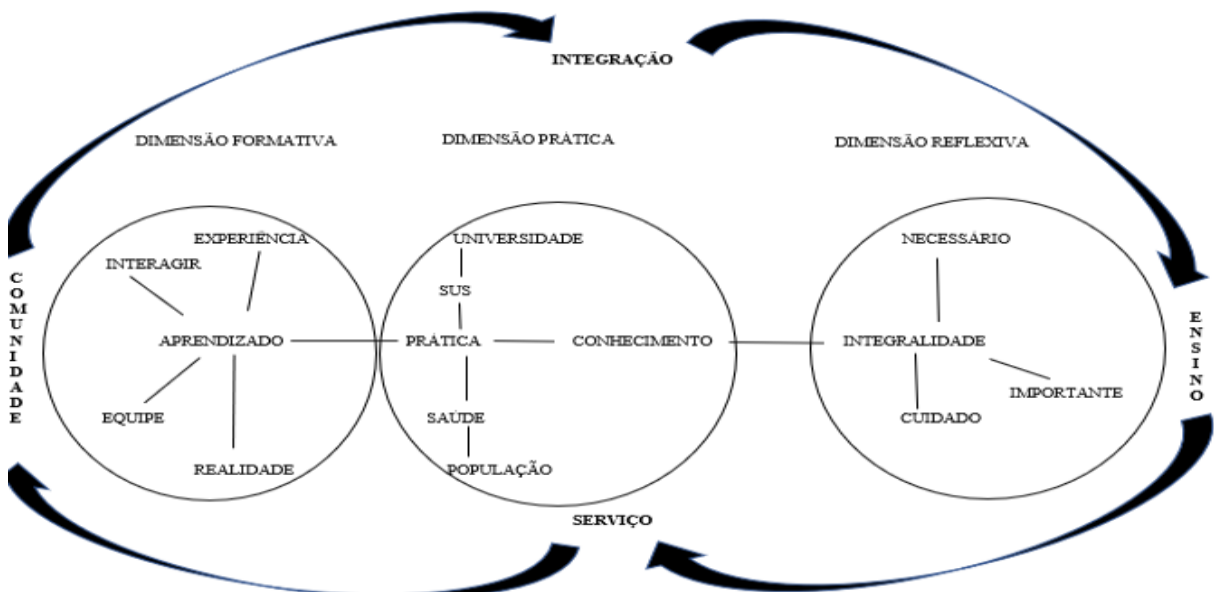 INTEGRAÇÃO
DIMENSÃO FORMATIVA
DIMENSÃO PRÁTICA
DIMENSÃO REFLEXIVA
COMUNIDADE
EXPERIÊNCIA
INTERAGIR
APRENDIZADO
EQUIPE
REALIDADE
UNIVERSIDADE
SUS
PRÁTICA
CONHECIMENTO
SAÚDE
POPULAÇÃO
NECESSÁRIO
INTEGRALIDADE
IMPORTANTE
CUIDADO
ENSINO
SERVIÇO